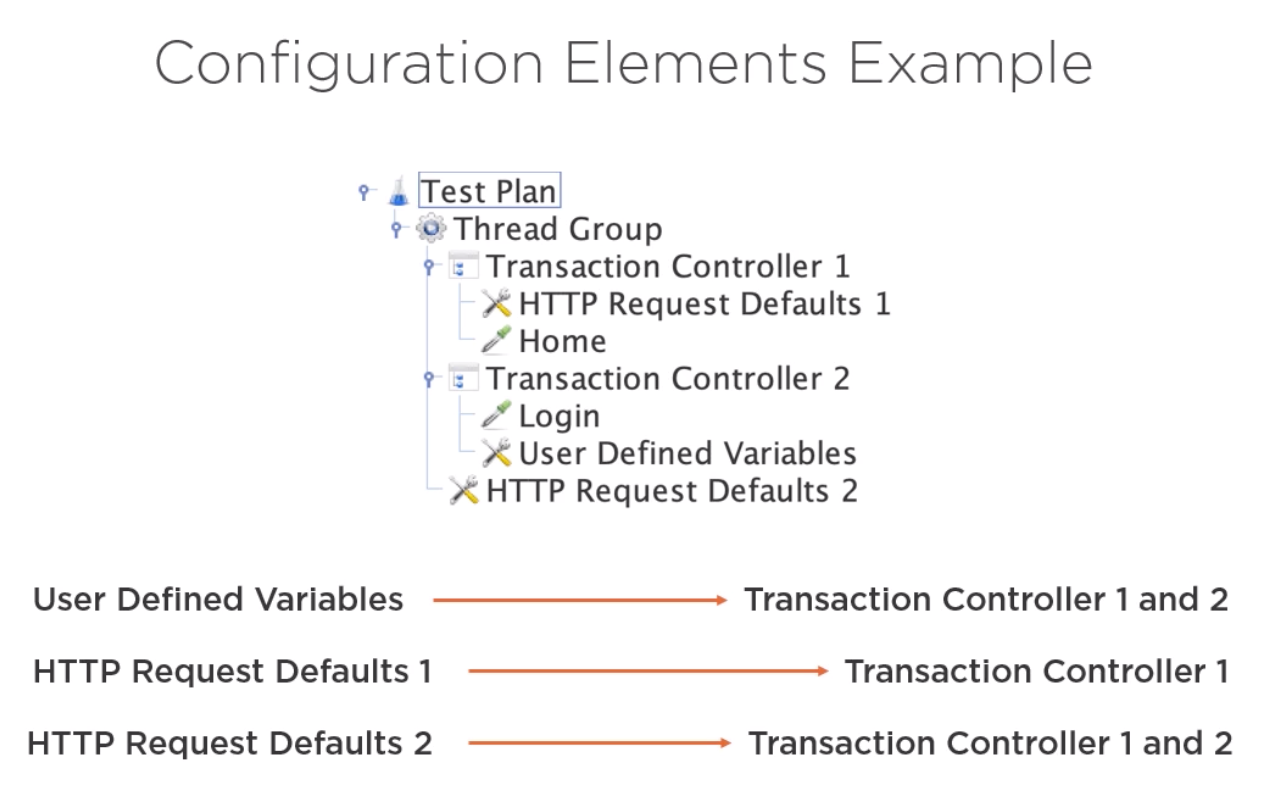 Configuration Elements Example
Test Plan
Thread Group
Transaction Controller 1
HTTP Request Defaults 1
Home
Transaction Controller 2
Login
User Defined Variables
HTTP Request Defaults 2
User Defined Variables Transaction Controller 1 and 2
HTTP Request Defaults 1 Transaction Controller 1
HTTP Request Defaults 2 Transaction Controller 1 and 2